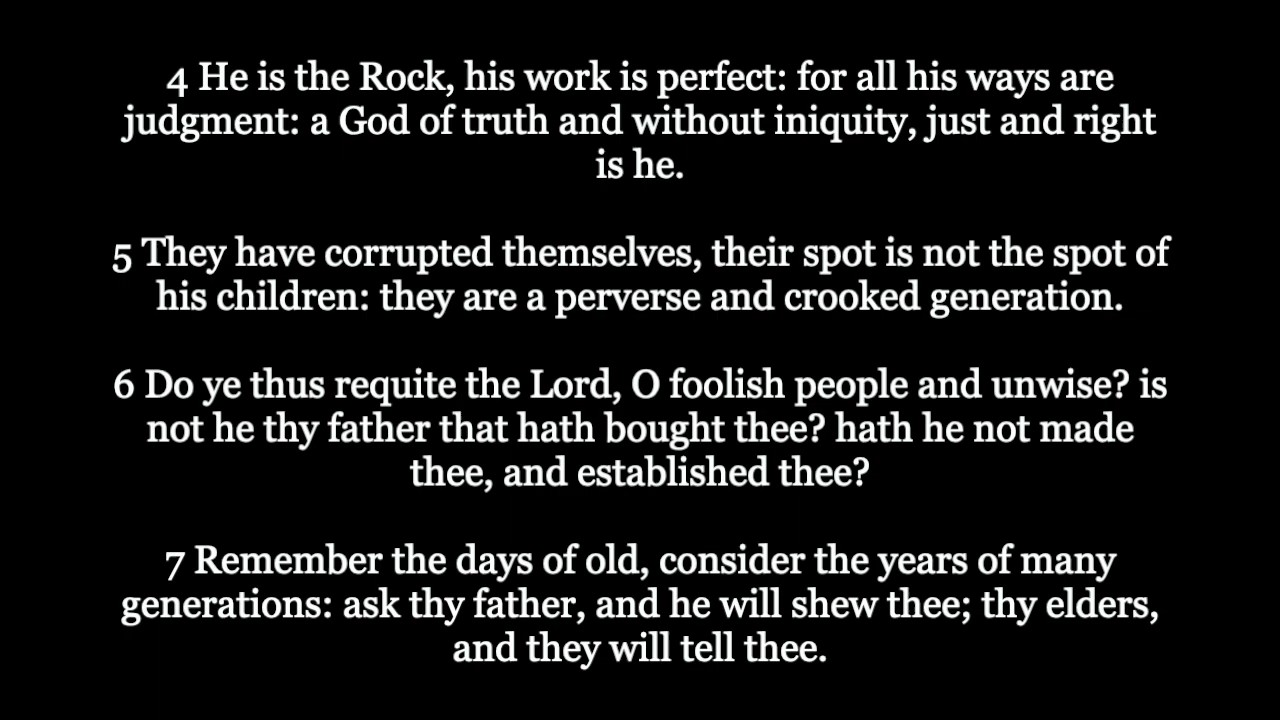 4 He is the Rock, his work is perfect: for all his ways are
judgment: a God of truth and without iniquity, just and right
is he.
5 They have corrupted themselves, their spot is not the spot of
his children: they are a perverse and crooked generation.
6 Do ye thus requite the Lord, O foolish people and unwise? is
not he thy father that hath bought thee? hath he not made
thee, and established thee?
7 Remember the days of old, consider the years of many
generations: ask thy father, and he will shew thee; thy elders,
and they will tell thee.